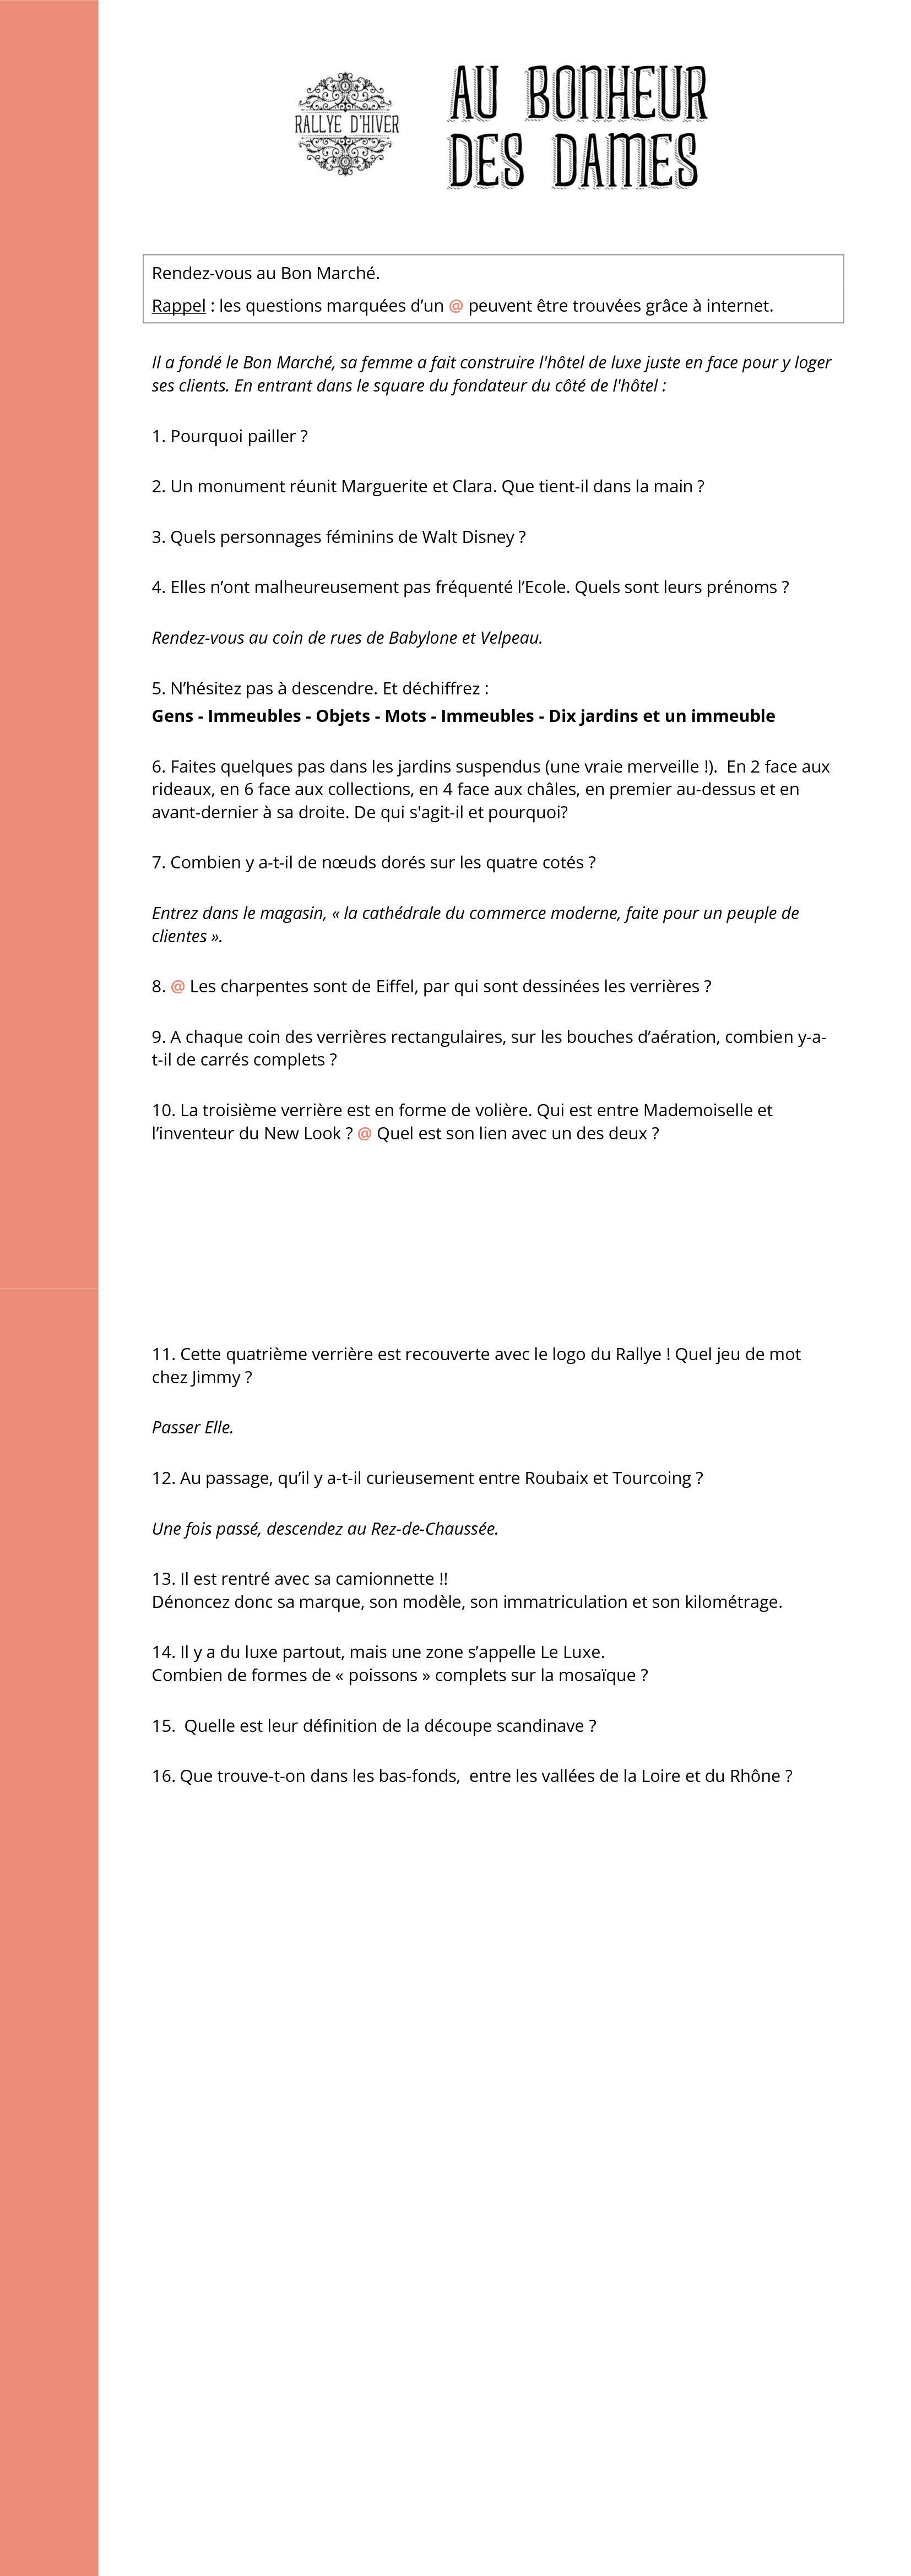 RALLYE D'HIVER
AU BONHEUR
DES DAMES
Rendez-vous au Bon Marché.
Rappel : les questions marquées d’un @ peuvent être trouvées grâce à internet.
Il a fondé le Bon Marché, sa femme a fait construire l'hôtel de luxe juste en face pour y loger
ses clients. En entrant dans le square du fondateur du côté de l'hôtel :
1. Pourquoi pailler ?
2. Un monument réunit Marguerite et Clara. Que tient-il dans la main ?
3. Quels personnages féminins de Walt Disney ?
4. Elles n’ont malheureusement pas fréquenté l’Ecole. Quels sont leurs prénoms ?
Rendez-vous au coin de rues de Babylone et Velpeau.
5. N’hésitez pas à descendre. Et déchiffrez :
Gens - Immeubles - Objets - Mots - Immeubles - Dix jardins et un immeuble
6. Faites quelques pas dans les jardins suspendus (une vraie merveille !).  En 2 face aux
rideaux, en 6 face aux collections, en 4 face aux châles, en premier au-dessus et en
avant-dernier à sa droite. De qui s'agit-il et pourquoi?
7. Combien y a-t-il de nœuds dorés sur les quatre cotés ?
Entrez dans le magasin, « la cathédrale du commerce moderne, faite pour un peuple de
clientes ».
8. @ Les charpentes sont de Eiffel, par qui sont dessinées les verrières ?
9. A chaque coin des verrières rectangulaires, sur les bouches d’aération, combien y-a-
t-il de carrés complets ?
10. La troisième verrière est en forme de volière. Qui est entre Mademoiselle et
l’inventeur du New Look ? @ Quel est son lien avec un des deux ?
11. Cette quatrième verrière est recouverte avec le logo du Rallye ! Quel jeu de mot
chez Jimmy ?
Passer Elle.
12. Au passage, qu’il y a-t-il curieusement entre Roubaix et Tourcoing ?
Une fois passé, descendez au Rez-de-Chaussée.
13. Il est rentré avec sa camionnette !!
Dénoncez donc sa marque, son modèle, son immatriculation et son kilométrage.
14. Il y a du luxe partout, mais une zone s’appelle Le Luxe.
Combien de formes de « poissons » complets sur la mosaïque ?
15.  Quelle est leur définition de la découpe scandinave ?
16. Que trouve-t-on dans les bas-fonds,  entre les vallées de la Loire et du Rhône ?